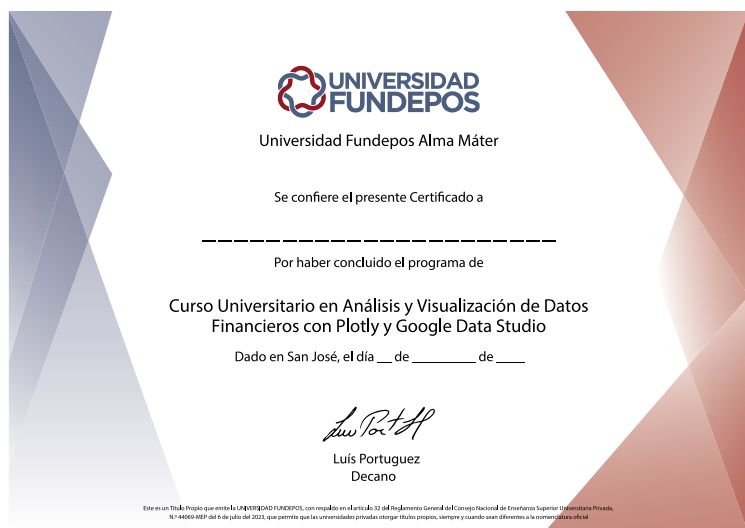 UNIVERSIDAD
FUNDEPOS
Universidad Fundepos Alma Máter
Se confiere el presente Certificado a
_ _ _ _ _ _ _ _ _ _ _ _ _ _ _ _ _ _ _ _ _ _
Por haber concluido el programa de
Curso Universitario en Análisis y Visualización de Datos
Financieros con Plotly y Google Data Studio
Dado en San José, el día __ de ________ de ____
Luís Portuguez
Decano
Este es un Título Propio que emite la UNIVERSIDAD FUNDEPOS, con respaldo en el artículo 32 del Reglamento General del Consejo Nacional de Enseñanza Superior Universitaria Privada,
N.º 44069-MEP del 6 de julio del 2023, que permite que las universidades privadas otorgar títulos propios, siempre y cuando sean diferentes a la nomenclatura oficial